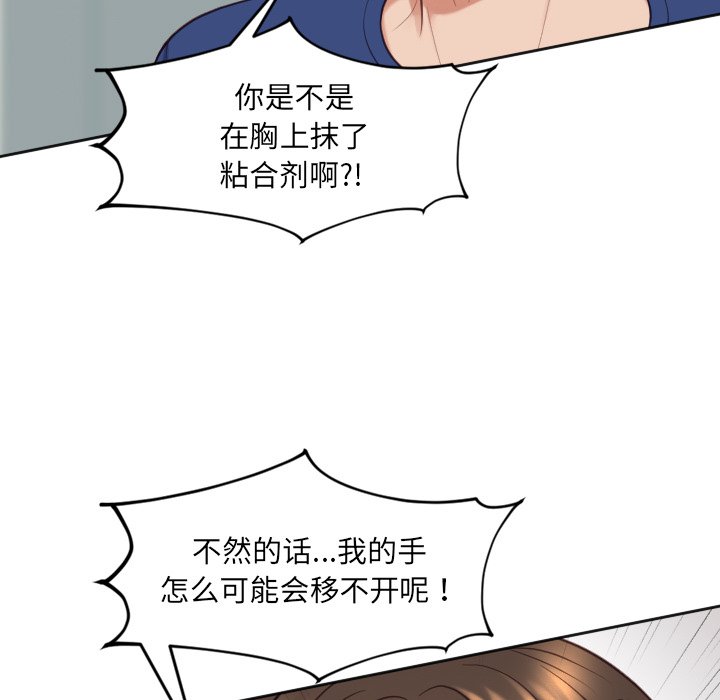 你是不是
在胸上抹了
粘合剂啊?!
不然的话...我的手
怎么可能会移不开呢！